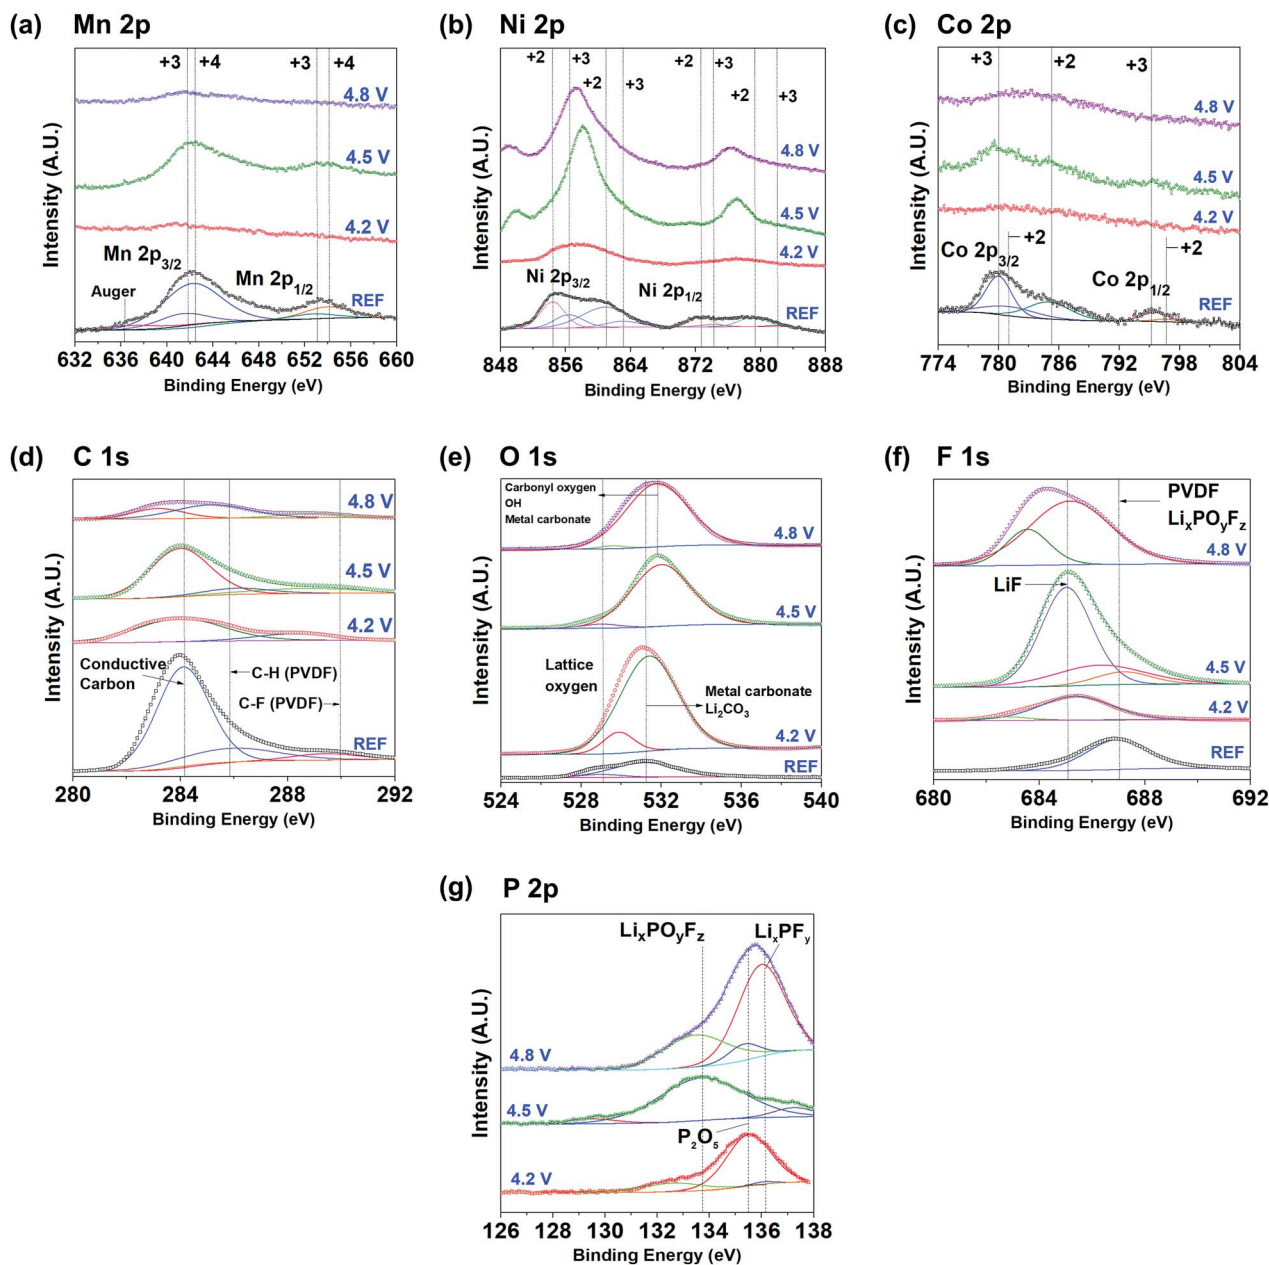 (a) Mn 2p
+3 +4 +3 +4
4.8 V
4.5 V
4.2 V
Mn 2p3/2
Mn 2p1/2
Auger
REF
Intensity (A.U.)
632 636 640 644 648 652 656 660
Binding Energy (eV)
(b) Ni 2p
+2 +3 +2 +3
+2 +3 +2 +3
4.8 V
4.5 V
4.2 V
Ni 2p3/2
Ni 2p1/2
REF
Intensity (A.U.)
848 856 864 872 880 888
Binding Energy (eV)
(c) Co 2p
+3 +2 +3
4.8 V
4.5 V
4.2 V
+2
+2
Co 2p3/2
Co 2p1/2
REF
Intensity (A.U.)
774 780 786 792 798 804
Binding Energy (eV)
(d) C 1s
4.8 V
4.5 V
4.2 V
Conductive
Carbon
C-H (PVDF)
C-F (PVDF)
REF
Intensity (A.U.)
280 284 288 292
Binding Energy (eV)
(e) O 1s
Carbonyl oxygen
OH
Metal carbonate
4.8 V
4.5 V
Lattice
oxygen
Metal carbonate
Li2CO3
4.2 V
REF
Intensity (A.U.)
524 528 532 536 540
Binding Energy (eV)
(f) F 1s
PVDF
LixPOyFz
4.8 V
LiF
4.5 V
4.2 V
REF
Intensity (A.U.)
680 684 688 692
Binding Energy (eV)
(g) P 2p
LixPOyFz
LixPFy
4.8 V
4.5 V
P2O5
4.2 V
Intensity (A.U.)
126 128 130 132 134 136 138
Binding Energy (eV)